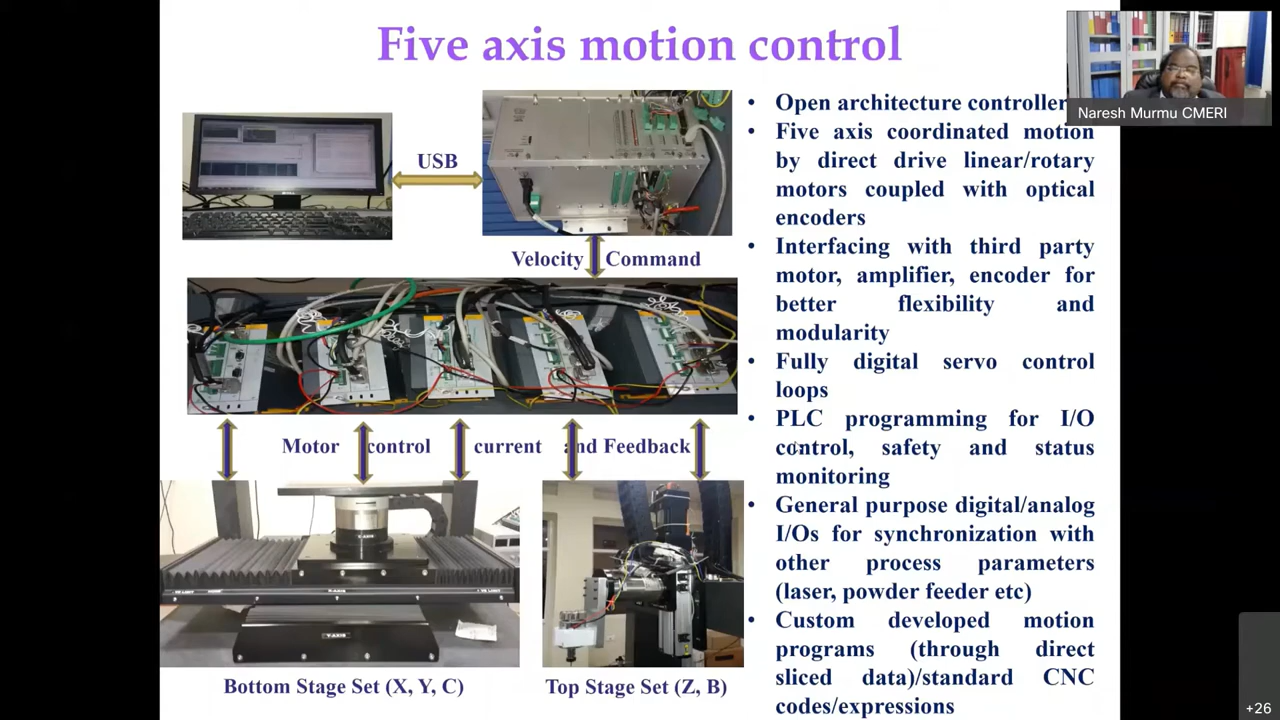 Five axis motion control
Naresh Murmu CMERI
USB
Velocity Command
Motor control current and Feedback
Bottom Stage Set (X, Y, C)
Top Stage Set (Z, B)
• Open architecture controller
• Five axis coordinated motion
by direct drive linear/rotary
motors coupled with optical
encoders
• Interfacing with third party
motor, amplifier, encoder for
better flexibility and
modularity
• Fully digital servo control
loops
• PLC programming for I/O
control, safety and status
monitoring
• General purpose digital/analog
I/Os for synchronization with
other process parameters
(laser, powder feeder etc)
• Custom developed motion
programs (through direct
sliced data)/standard CNC
codes/expressions
+26